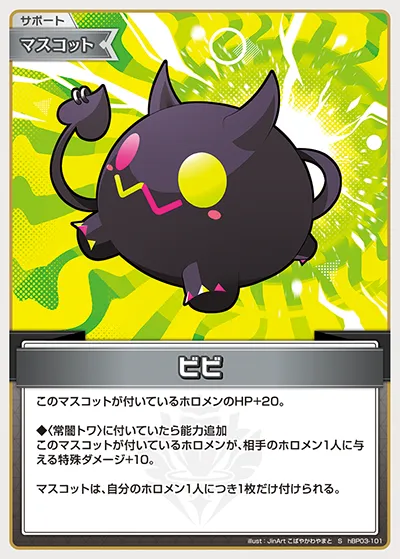 サポート
マスコット
ビビ
このマスコットが付いているホロメンのHP+20。
◆〈常闇トワ〉に付いていたら能力追加
このマスコットが付いているホロメンが、相手のホロメン1人に与
える特殊ダメージ+10。
マスコットは、自分のホロメン1人につき1枚だけ付けられる。
illust：JinArt こばやかわやまと S hBP03-101